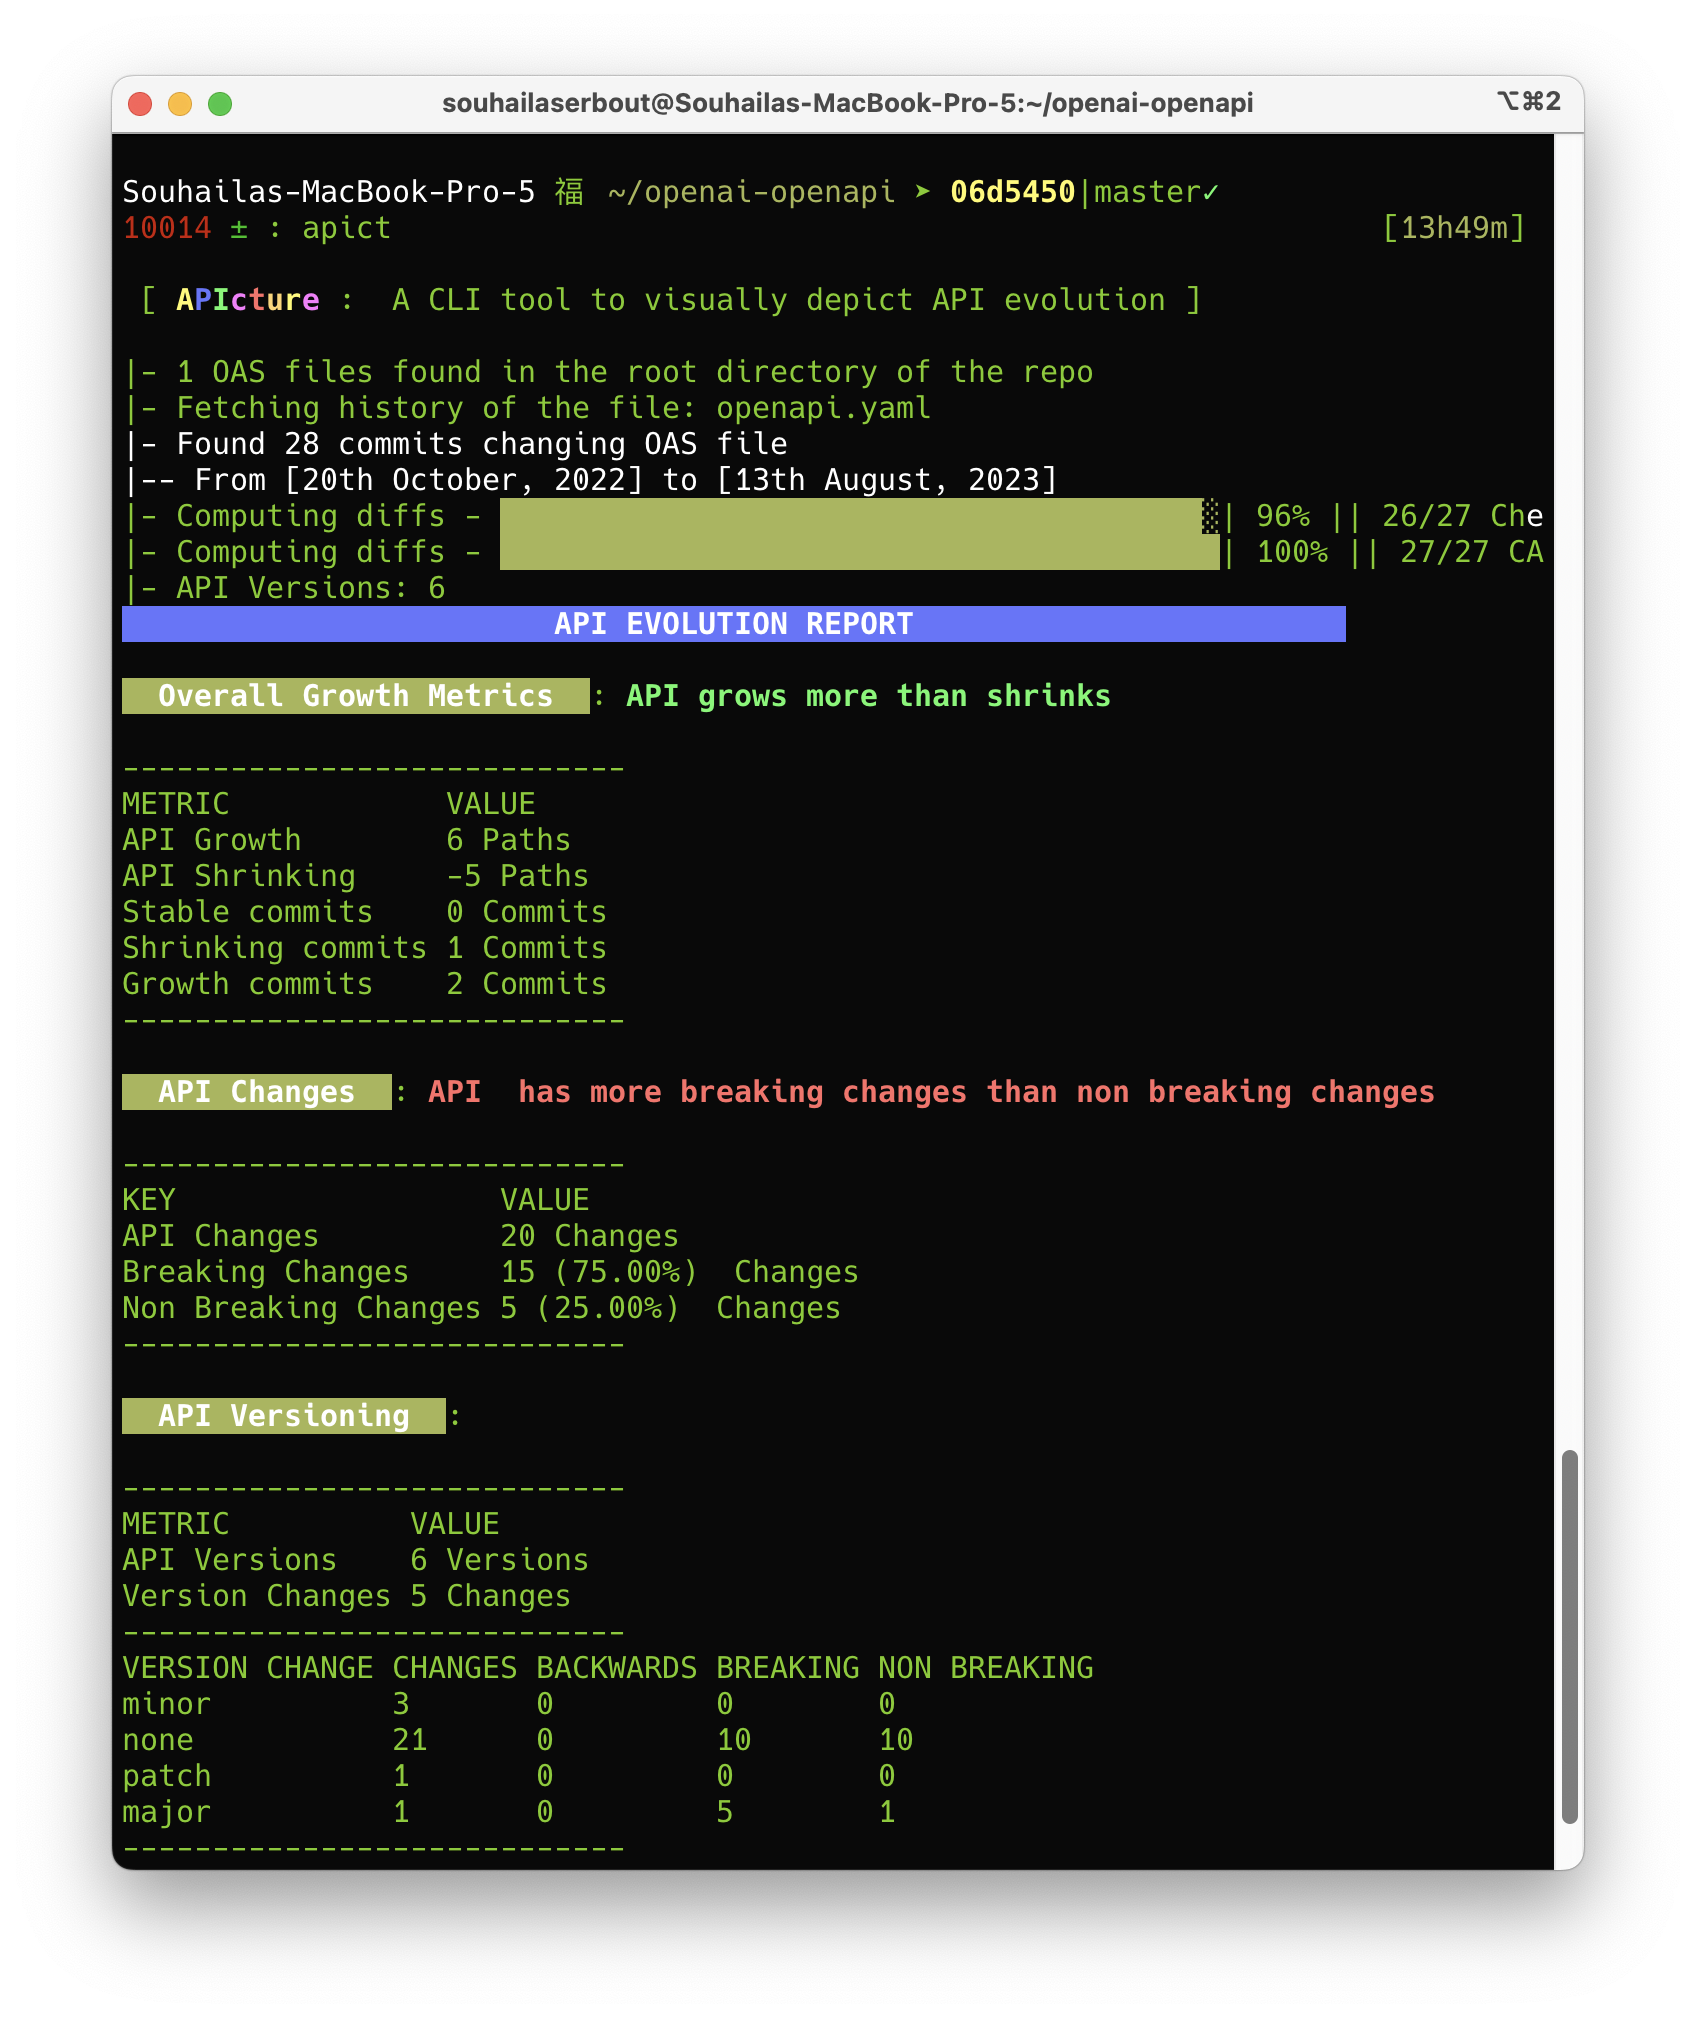 souhailaserbout@Souhailas-MacBook-Pro-5:~/openai-openapi ⌥⌘2
Souhailas-MacBook-Pro-5 福 ~/openai-openapi ➤ 06d5450|master✓
10014 ± : apict [13h49m]
[ APIcture :  A CLI tool to visually depict API evolution ]
|- 1 OAS files found in the root directory of the repo
|- Fetching history of the file: openapi.yaml
|- Found 28 commits changing OAS file
|-- From [20th October, 2022] to [13th August, 2023]
|- Computing diffs - | 96% || 26/27 Che
|- Computing diffs - | 100% || 27/27 CA
|- API Versions: 6
API EVOLUTION REPORT
Overall Growth Metrics : API grows more than shrinks
----------------------------
METRIC            VALUE
API Growth        6 Paths
API Shrinking     -5 Paths
Stable commits    0 Commits
Shrinking commits 1 Commits
Growth commits    2 Commits
----------------------------
API Changes : API  has more breaking changes than non breaking changes
----------------------------
KEY                  VALUE
API Changes          20 Changes
Breaking Changes     15 (75.00%)  Changes
Non Breaking Changes 5 (25.00%)  Changes
----------------------------
API Versioning :
----------------------------
METRIC          VALUE
API Versions    6 Versions
Version Changes 5 Changes
----------------------------
VERSION CHANGE CHANGES BACKWARDS BREAKING NON BREAKING
minor          3       0         0        0
none           21      0         10       10
patch          1       0         0        0
major          1       0         5        1
----------------------------